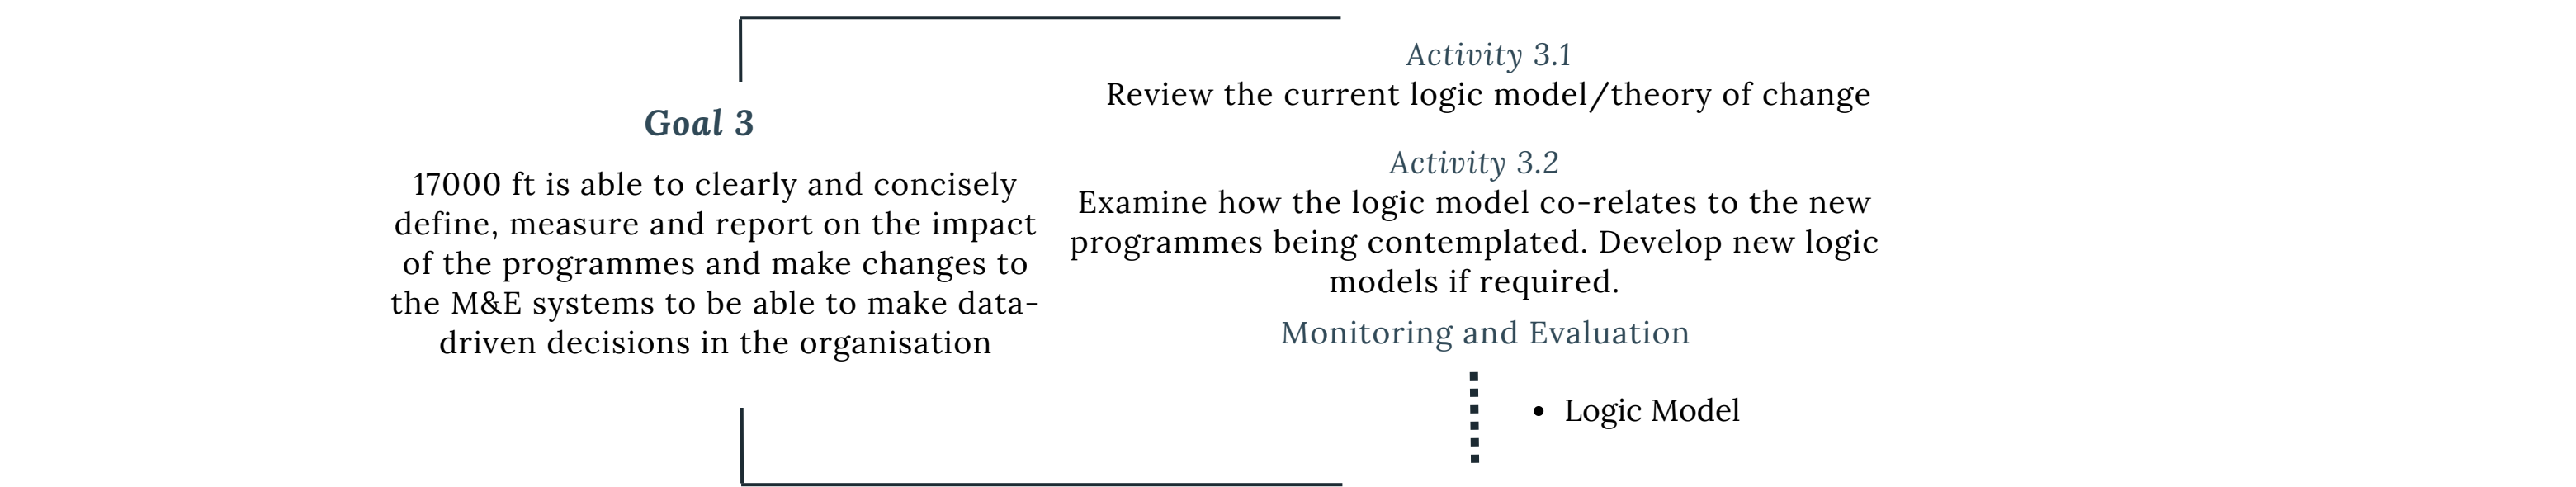 Goal 3
17000 ft is able to clearly and concisely
define, measure and report on the impact
of the programmes and make changes to
the M&E systems to be able to make data-
driven decisions in the organisation
Activity 3.1
Review the current logic model/theory of change
Activity 3.2
Examine how the logic model co-relates to the new
programmes being contemplated. Develop new logic
models if required.
Monitoring and Evaluation
• Logic Model